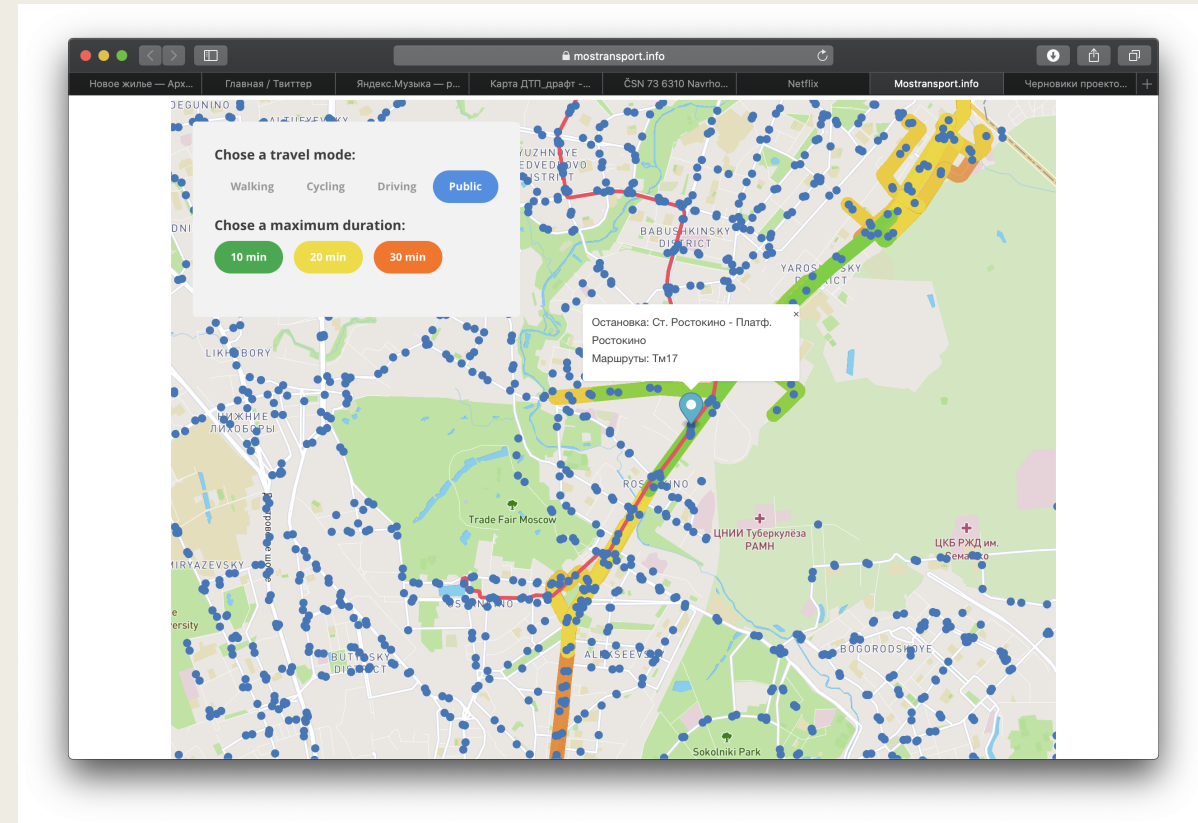 mostransport.info
Новое жилье — Арх...
Главная / Твиттер
Яндекс.Музыка — р...
Карта ДТП_драфт -...
ČSN 73 6310 Navrho...
Netflix
Mostransport.info
Черновики проекто...
DEGUNINO
Chose a travel mode:
Walking
Cycling
Driving
Public
Chose a maximum duration:
10 min
20 min
30 min
BABUSHKINSKY
DISTRICT
Остановка: Ст. Ростокино - Платф.
Ростокино
Маршруты: Тм17
×
LIKHOBORY
НИЖНИЕ
ЛИХОБОРЫ
Trade Fair Moscow
ЦНИИ Туберкулёза
РАМН
ЦКБ РЖД им.
MIRYAZEVSKY
BOGORODSKOYE
Sokolniki Park